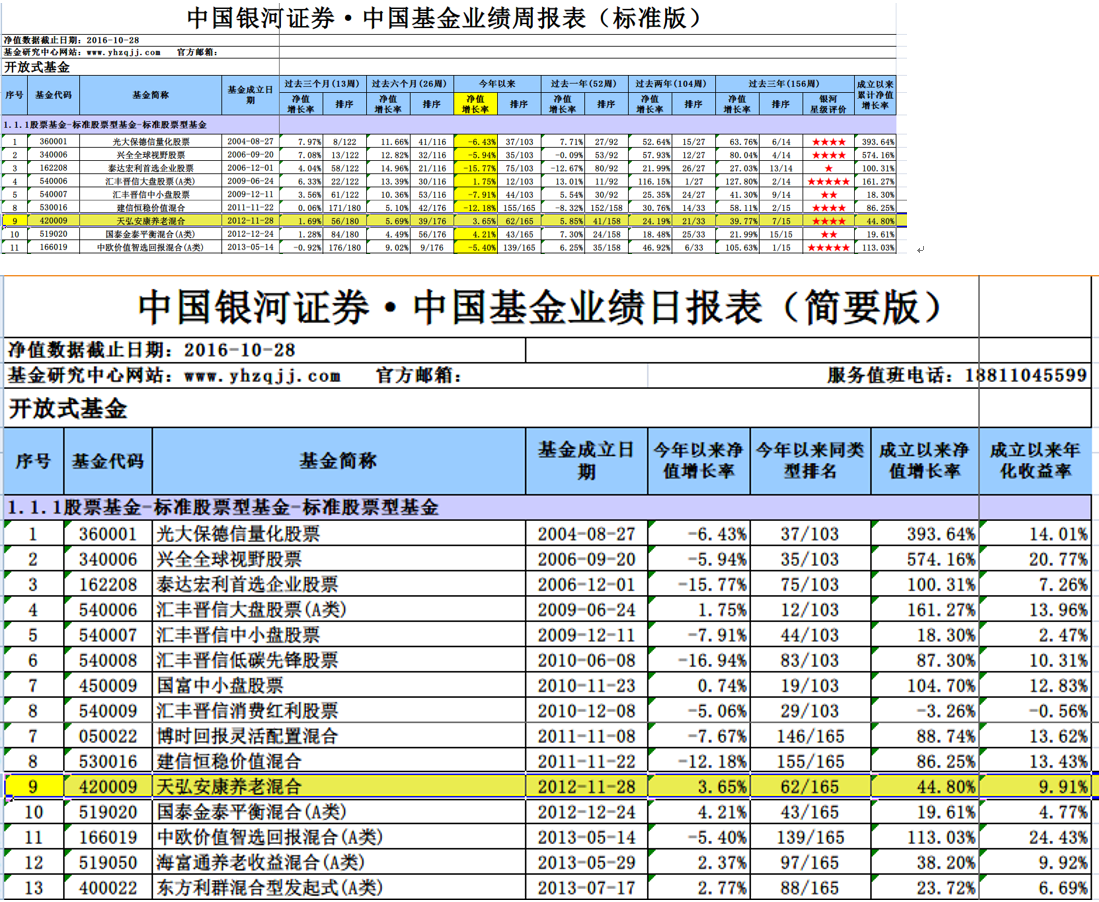 中国银河证券·中国基金业绩周报表（标准版）
净值数据截止日期：2016-10-28
基金研究中心网站：www.yhzqjj.com 官方邮箱：
开放式基金
序号 基金代码 基金简称 基金成立日期 过去三个月(13周) 过去六个月(26周) 今年以来 过去一年(52周) 过去两年(104周) 过去三年(156周) 成立以来累计净值增长率
净值增长率 排序 净值增长率 排序 净值增长率 排序 净值增长率 排序 净值增长率 排序 净值增长率 排序 银河星级评价
1.1.1股票基金-标准股票型基金-标准股票型基金
1 360001 光大保德信量化股票 2004-08-27 7.97% 8/122 11.66% 41/116 -6.43% 37/103 7.71% 27/92 52.64% 15/27 63.76% 6/14 ★★★★ 393.64%
2 340006 兴全全球视野股票 2006-09-20 7.08% 13/122 12.82% 32/116 -5.94% 35/103 -0.09% 53/92 57.93% 12/27 80.04% 4/14 ★★★★ 574.16%
3 162208 泰达宏利首选企业股票 2006-12-01 4.04% 58/122 14.96% 21/116 -15.77% 75/103 -12.67% 80/92 21.99% 26/27 27.03% 13/14 ★ 100.31%
4 540006 汇丰晋信大盘股票(A类) 2009-06-24 6.33% 22/122 13.39% 30/116 1.75% 12/103 13.01% 11/92 116.15% 1/27 127.80% 2/14 ★★★★★ 161.27%
5 540007 汇丰晋信中小盘股票 2009-12-11 3.56% 61/122 10.36% 53/116 -7.91% 44/103 5.54% 30/92 25.35% 24/27 41.30% 9/14 ★★ 18.30%
8 530016 建信恒稳价值混合 2011-11-22 0.06% 171/180 5.10% 42/176 -12.18% 155/165 -8.32% 152/158 30.76% 14/33 58.11% 2/15 ★★★★ 86.25%
9 420009 天弘安康养老混合 2012-11-28 1.69% 56/180 5.69% 39/176 3.65% 62/165 5.85% 41/158 24.19% 21/33 39.77% 7/15 ★★★★ 44.80%
10 519020 国泰金泰平衡混合(A类) 2012-12-24 1.28% 84/180 4.49% 56/176 4.21% 43/165 7.30% 24/158 18.48% 25/33 21.99% 15/15 ★★ 19.61%
11 166019 中欧价值智选回报混合(A类) 2013-05-14 -0.92% 176/180 9.02% 9/176 -5.40% 139/165 6.25% 35/158 46.92% 6/33 105.63% 1/15 ★★★★★ 113.03%
中国银河证券·中国基金业绩日报表（简要版）
净值数据截止日期：2016-10-28
基金研究中心网站：www.yhzqjj.com 官方邮箱： 服务值班电话：18811045599
开放式基金
序号 基金代码 基金简称 基金成立日期 今年以来净值增长率 今年以来同类型排名 成立以来净值增长率 成立以来年化收益率
1.1.1股票基金-标准股票型基金-标准股票型基金
1 360001 光大保德信量化股票 2004-08-27 -6.43% 37/103 393.64% 14.01%
2 340006 兴全全球视野股票 2006-09-20 -5.94% 35/103 574.16% 20.77%
3 162208 泰达宏利首选企业股票 2006-12-01 -15.77% 75/103 100.31% 7.26%
4 540006 汇丰晋信大盘股票(A类) 2009-06-24 1.75% 12/103 161.27% 13.96%
5 540007 汇丰晋信中小盘股票 2009-12-11 -7.91% 44/103 18.30% 2.47%
6 540008 汇丰晋信低碳先锋股票 2010-06-08 -16.94% 83/103 87.30% 10.31%
7 450009 国富中小盘股票 2010-11-23 0.74% 19/103 104.70% 12.83%
8 540009 汇丰晋信消费红利股票 2010-12-08 -5.06% 29/103 -3.26% -0.56%
7 050022 博时回报灵活配置混合 2011-11-08 -7.67% 146/165 88.74% 13.62%
8 530016 建信恒稳价值混合 2011-11-22 -12.18% 155/165 86.25% 13.43%
9 420009 天弘安康养老混合 2012-11-28 3.65% 62/165 44.80% 9.91%
10 519020 国泰金泰平衡混合(A类) 2012-12-24 4.21% 43/165 19.61% 4.77%
11 166019 中欧价值智选回报混合(A类) 2013-05-14 -5.40% 139/165 113.03% 24.43%
12 519050 海富通养老收益混合(A类) 2013-05-29 2.37% 97/165 38.20% 9.92%
13 400022 东方利群混合型发起式(A类) 2013-07-17 2.77% 88/165 23.72% 6.69%